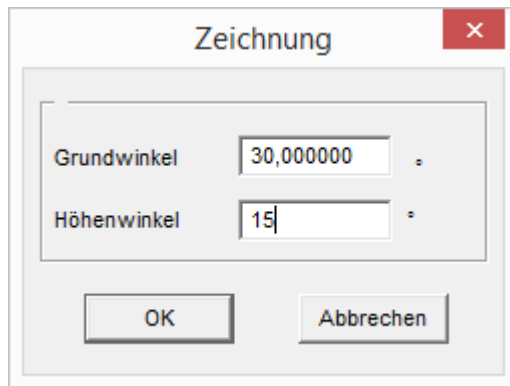 Zeichnung
Grundwinkel 30,000000 °
Höhenwinkel 15 °
OK Abbrechen